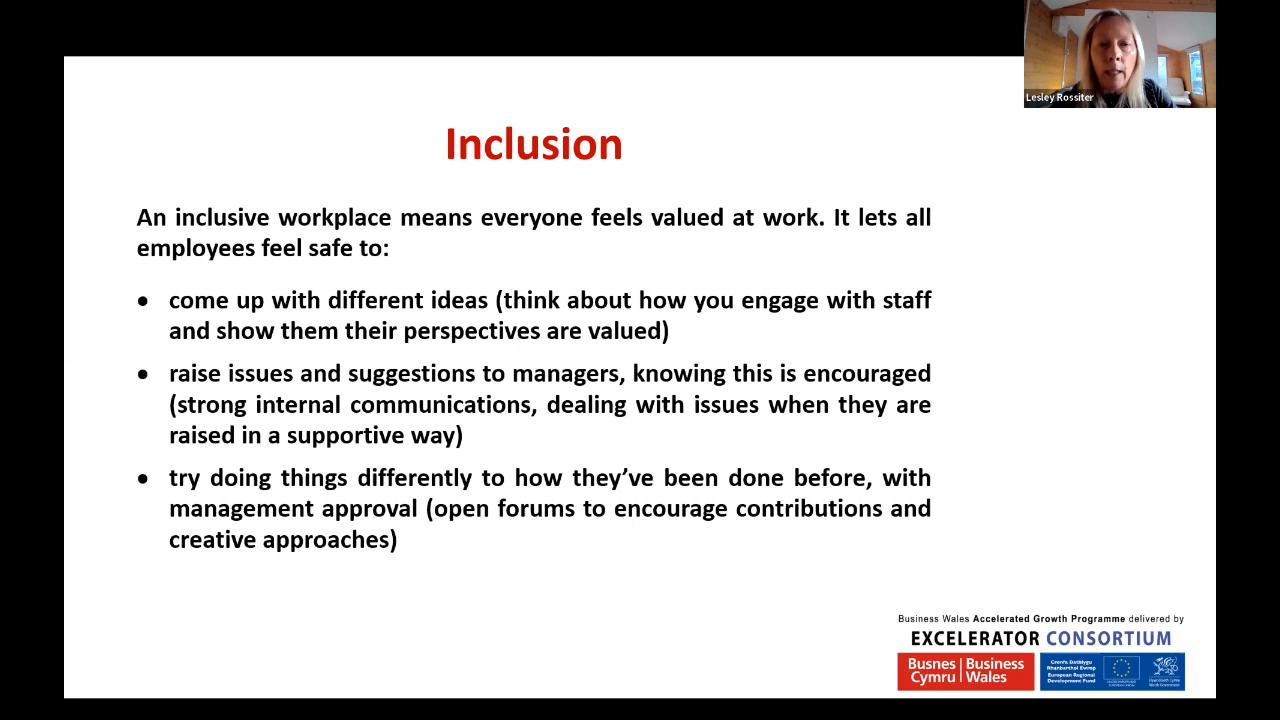 Lesley Rossiter
Inclusion
An inclusive workplace means everyone feels valued at work. It lets all
employees feel safe to:
• come up with different ideas (think about how you engage with staff
and show them their perspectives are valued)
• raise issues and suggestions to managers, knowing this is encouraged
(strong internal communications, dealing with issues when they are
raised in a supportive way)
• try doing things differently to how they’ve been done before, with
management approval (open forums to encourage contributions and
creative approaches)
Business Wales Accelerated Growth Programme delivered by
EXCELERATOR CONSORTIUM
Busnes Cymru
Business Wales
Cronfa Datblygu
Rhanbarthol Ewrop
European Regional
Development Fund
Llywodraeth Cymru
Welsh Government